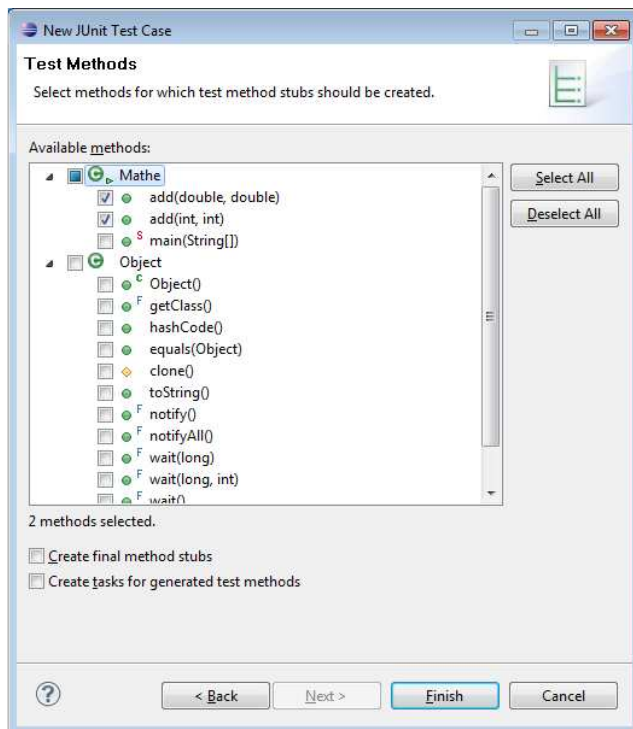 New JUnit Test Case
Test Methods
Select methods for which test method stubs should be created.
Available methods:
Mathe
add(double, double)
add(int, int)
S main(String[])
Object
C Object()
F getClass()
hashCode()
equals(Object)
clone()
toString()
F notify()
F notifyAll()
F wait(long)
F wait(long, int)
F wait()
Select All
Deselect All
2 methods selected.
Create final method stubs
Create tasks for generated test methods
? < Back Next > Finish Cancel